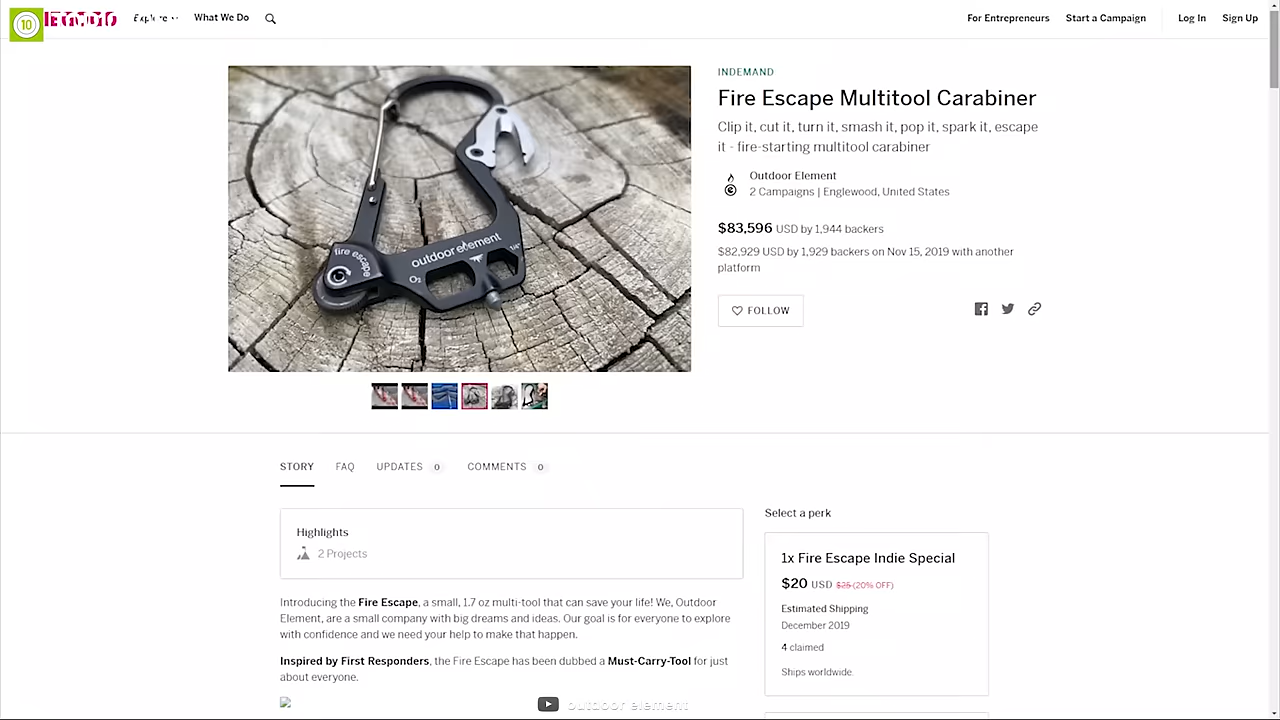 10
Explore
What We Do
For Entrepreneurs
Start a Campaign
Log In
Sign Up
fire escape
outdoor element
O₂
1/4"
INDEMAND
Fire Escape Multitool Carabiner
Clip it, cut it, turn it, smash it, pop it, spark it, escape
it - fire-starting multitool carabiner
Outdoor Element
2 Campaigns | Englewood, United States
$83,596 USD by 1,944 backers
$82,929 USD by 1,929 backers on Nov 15, 2019 with another
platform
FOLLOW
STORY
FAQ
UPDATES 0
COMMENTS 0
Highlights
2 Projects
Introducing the Fire Escape, a small, 1.7 oz multi-tool that can save your life! We, Outdoor
Element, are a small company with big dreams and ideas. Our goal is for everyone to explore
with confidence and we need your help to make that happen.
Inspired by First Responders, the Fire Escape has been dubbed a Must-Carry-Tool for just
about everyone.
outdoor element
Select a perk
1x Fire Escape Indie Special
$20 USD $25 (20% OFF)
Estimated Shipping
December 2019
4 claimed
Ships worldwide